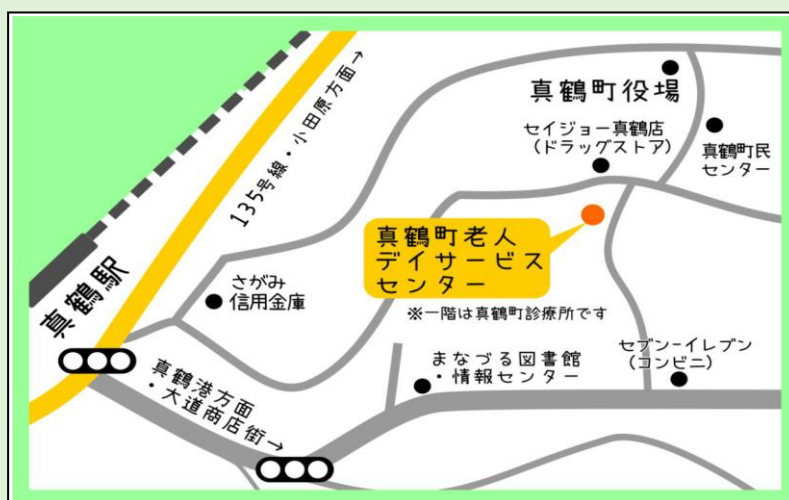 135号線・小田原方面→
真鶴町役場
セイジョー真鶴店
(ドラッグストア)
真鶴町民
センター
真鶴町老人
デイサービス
センター
※一階は真鶴町診療所です
さがみ
信用金庫
真鶴駅
真鶴港方面
・大道商店街→
まなづる図書館
・情報センター
セブン-イレブン
(コンビニ)